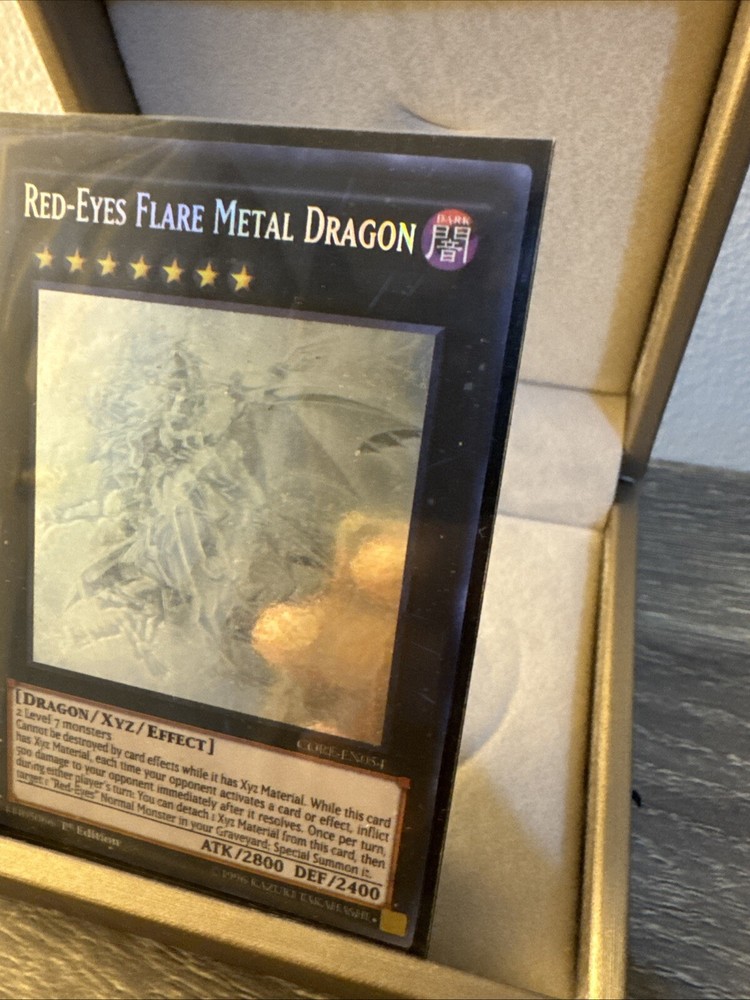 RED-EYES FLARE METAL DRAGON
DARK
闇
[DRAGON/XYZ/EFFECT]
CORE-EN054
2 Level 7 monsters
Cannot be destroyed by card effects while it has Xyz Material. While this card
has Xyz Material, each time your opponent activates a card or effect, inflict
500 damage to your opponent immediately after it resolves. Once per turn,
during either player's turn: You can detach 1 Xyz Material from this card, then
target 1 "Red-Eyes" Normal Monster in your Graveyard; Special Summon it.
ATK/2800 DEF/2400
1st Edition
©1996 KAZUKI TAKAHASHI